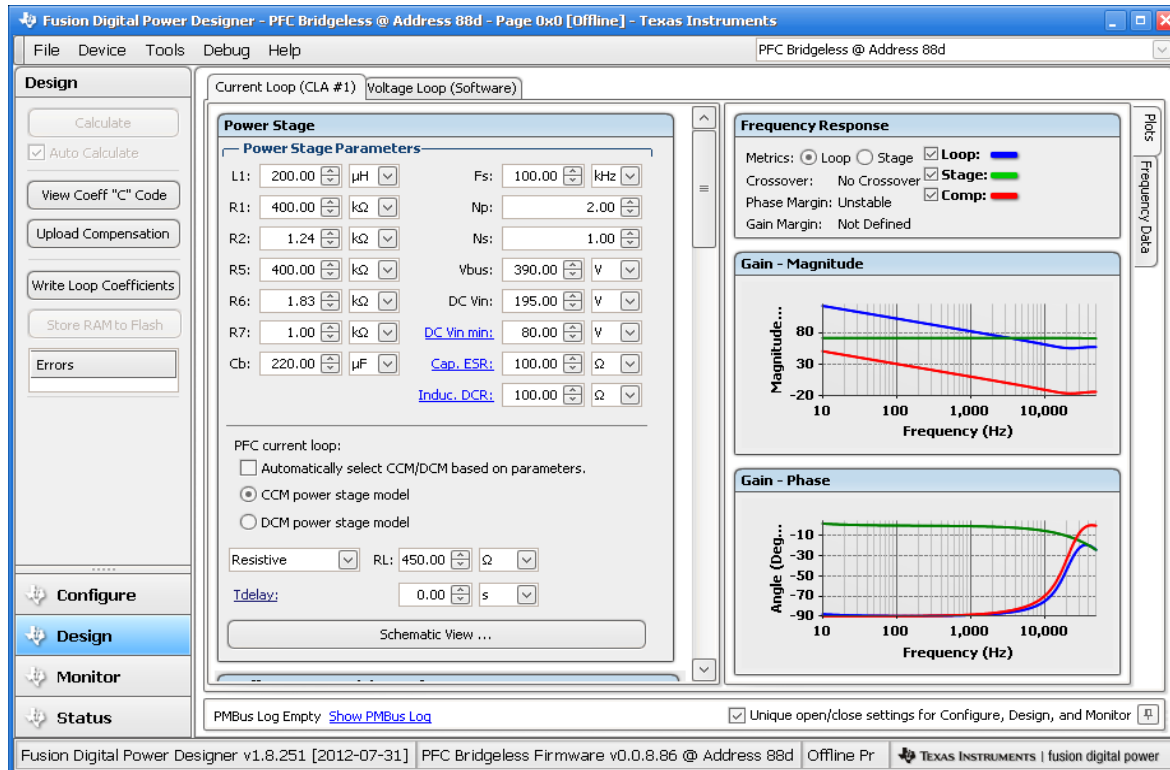 Fusion Digital Power Designer - PFC Bridgeless @ Address 88d - Page 0x0 [Offline] - Texas Instruments
File Device Tools Debug Help
PFC Bridgeless @ Address 88d
Design
Calculate
Auto Calculate
View Coeff "C" Code
Upload Compensation
Write Loop Coefficients
Store RAM to Flash
Errors
Configure
Design
Monitor
Status
Current Loop (CLA #1) Voltage Loop (Software)
Power Stage
Power Stage Parameters
L1: 200.00 µH Fs: 100.00 kHz
R1: 400.00 kΩ Np: 2.00
R2: 1.24 kΩ Ns: 1.00
R5: 400.00 kΩ Vbus: 390.00 V
R6: 1.83 kΩ DC Vin: 195.00 V
R7: 1.00 kΩ DC Vin min: 80.00 V
Cb: 220.00 µF Cap. ESR: 100.00 Ω
Induc. DCR: 100.00 Ω
PFC current loop:
Automatically select CCM/DCM based on parameters.
CCM power stage model
DCM power stage model
Resistive RL: 450.00 Ω
Tdelay: 0.00 s
Schematic View ...
Frequency Response
Metrics: Loop Stage Loop:
Crossover: No Crossover Stage:
Phase Margin: Unstable Comp:
Gain Margin: Not Defined
Gain - Magnitude
Magnitude...
80
30
-20
10 100 1,000 10,000
Frequency (Hz)
Gain - Phase
Angle (Deg...
-10
-30
-50
-70
-90
10 100 1,000 10,000
Frequency (Hz)
Plots
Frequency Data
PMBus Log Empty Show PMBus Log
Unique open/close settings for Configure, Design, and Monitor
Fusion Digital Power Designer v1.8.251 [2012-07-31] PFC Bridgeless Firmware v0.0.8.86 @ Address 88d Offline Pr TEXAS INSTRUMENTS | fusion digital power